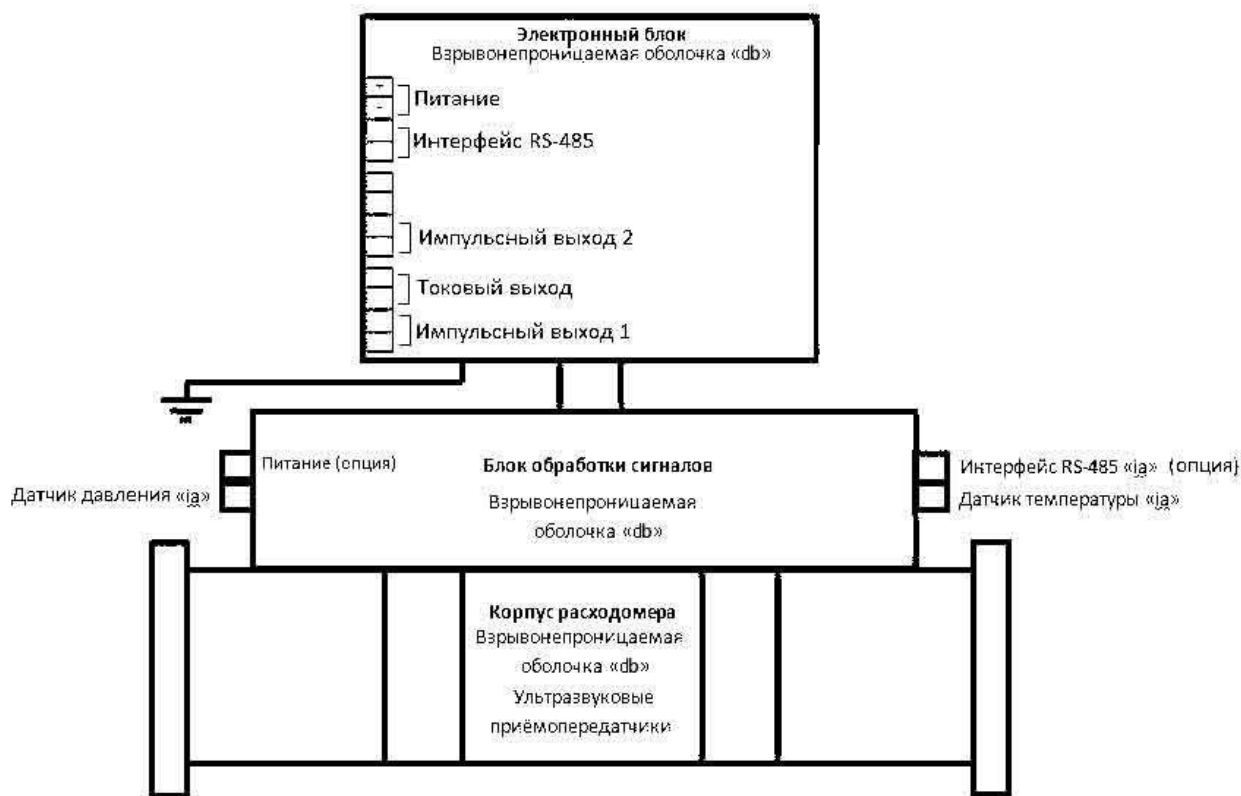 Электронный блок
Взрывонепроницаемая оболочка «db»
+
Питание
-
Интерфейс RS-485
Импульсный выход 2
Токовый выход
Импульсный выход 1
Питание (опция)
Датчик давления «ia»
Блок обработки сигналов
Взрывонепроницаемая
оболочка «db»
Интерфейс RS-485 «ia» (опция)
Датчик температуры «ia»
Корпус расходомера
Взрывонепроницаемая
оболочка «db»
Ультразвуковые
приёмопередатчики